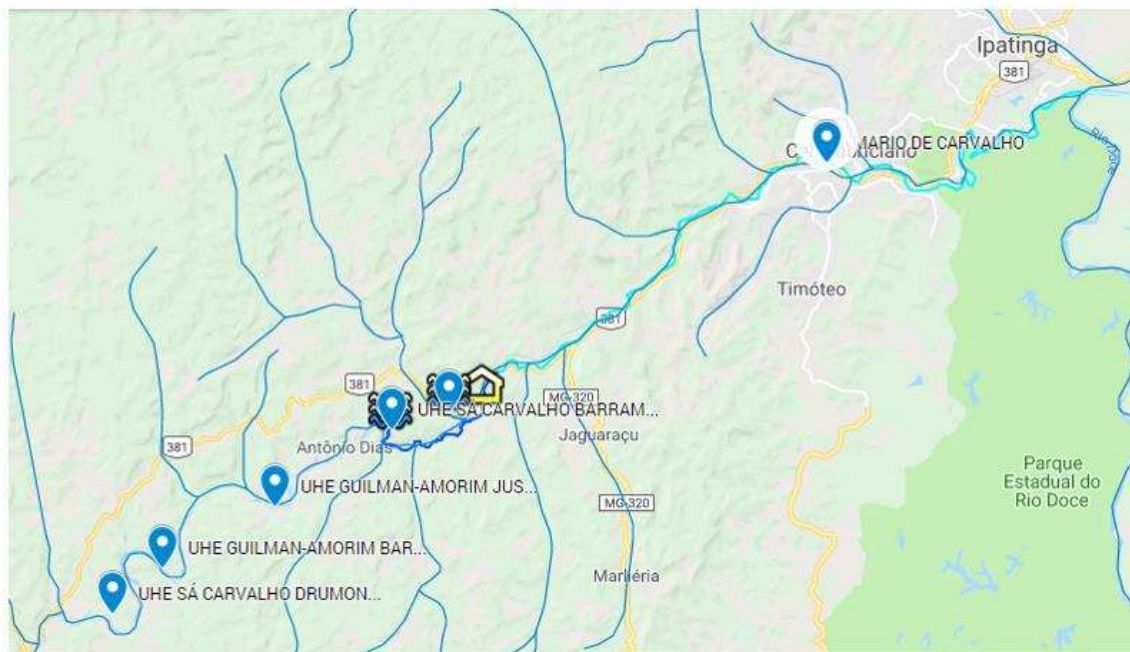 Ipatinga
381
MARIO DE CARVALHO
Rio Doce
Timóteo
381
MG-320
381
UHE SÁ CARVALHO BARRAM...
Jaguaraçu
Antônio Dias
381
UHE GUILMAN-AMORIM JUS...
Parque
Estadual do
Rio Doce
MG-320
UHE GUILMAN-AMORIM BAR...
Marliéria
UHE SÁ CARVALHO DRUMON...